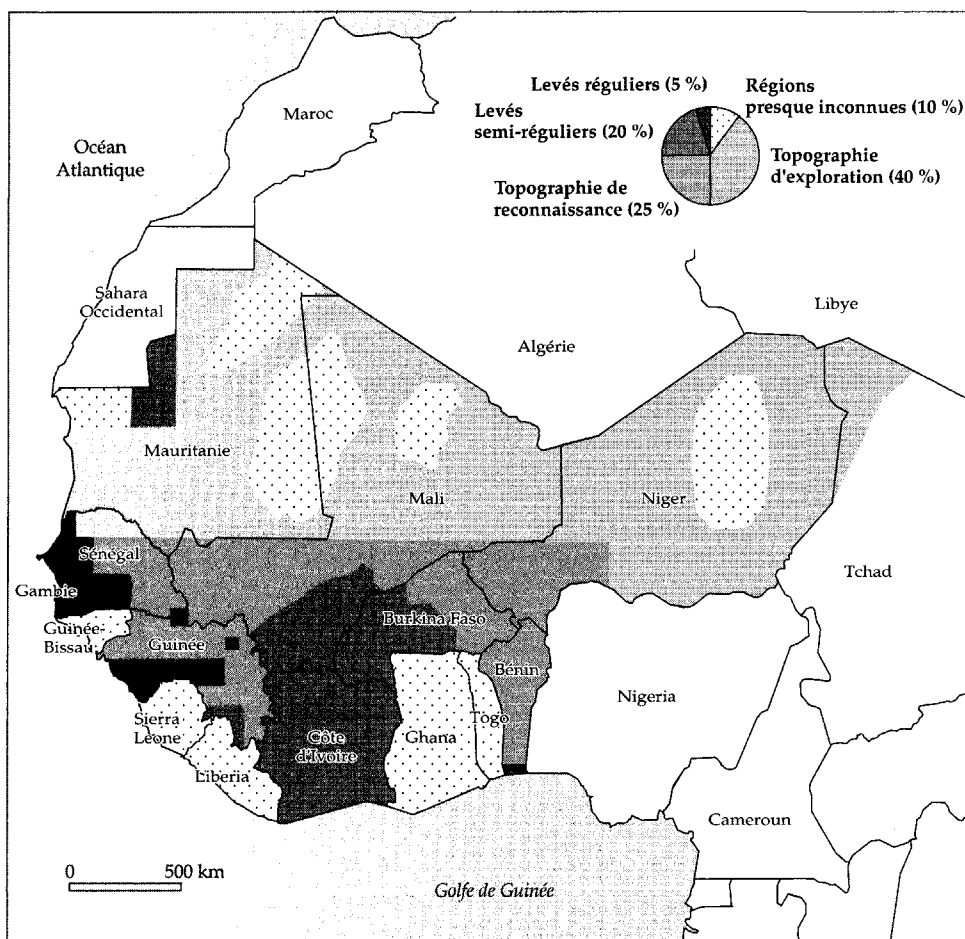 Maroc
Océan
Atlantique
Levés réguliers (5 %)
Régions
presque inconnues (10 %)
Levés
semi-réguliers (20 %)
Topographie
d'exploration (40 %)
Topographie de
reconnaissance (25 %)
Sahara
Occidental
Algérie
Libye
Mauritanie
Mali
Niger
Tchad
Sénégal
Gambie
Guinée-
Bissau
Guinée
Burkina Faso
Bénin
Nigeria
Sierra
Leone
Côte
d'Ivoire
Ghana
Togo
Liberia
Cameroun
0 500 km
Golfe de Guinée